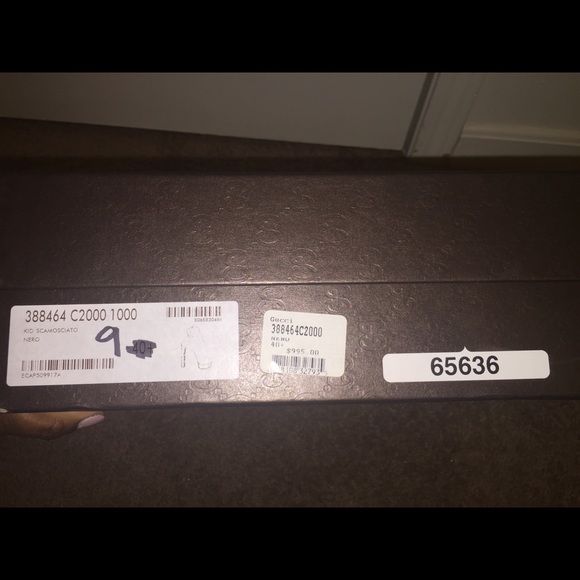 388464 C2000 1000
KID SCAMOSCIATO
NERO
9
Gucci
388464C2000
NERO
40+
$995.00
65636